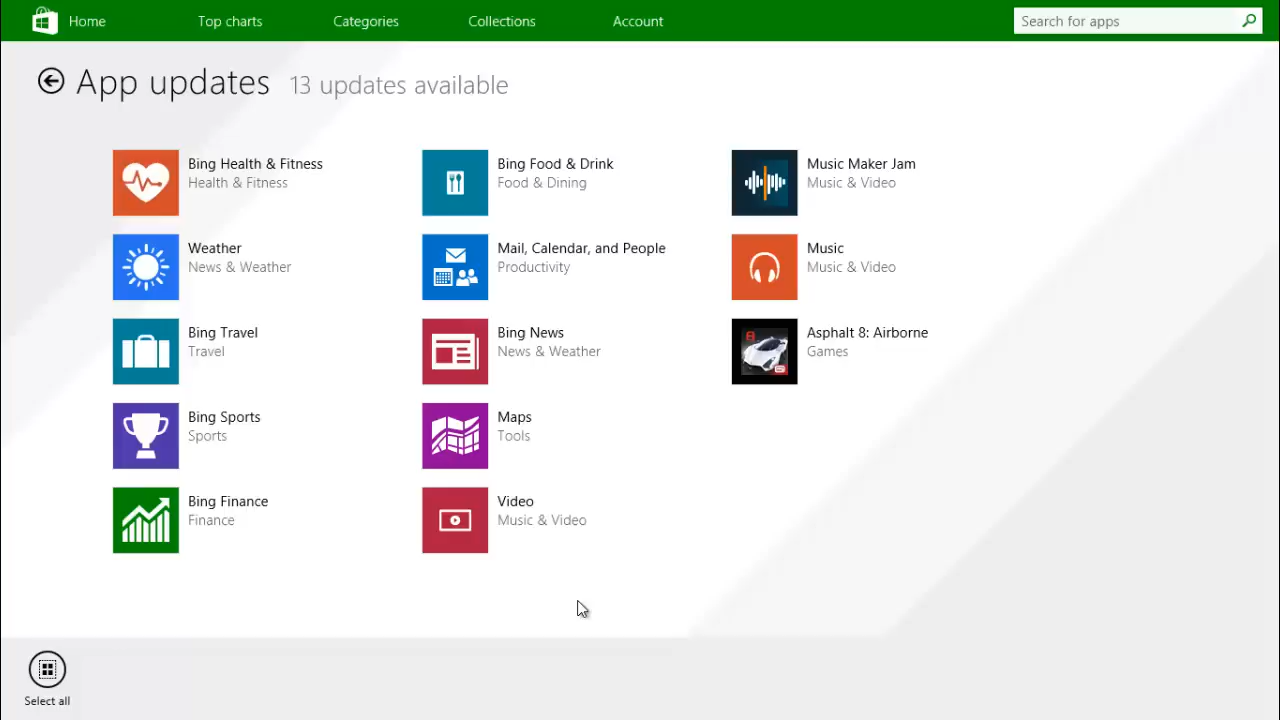 Home
Top charts
Categories
Collections
Account
Search for apps
App updates 13 updates available
Bing Health & Fitness
Health & Fitness
Weather
News & Weather
Bing Travel
Travel
Bing Sports
Sports
Bing Finance
Finance
Bing Food & Drink
Food & Dining
Mail, Calendar, and People
Productivity
Bing News
News & Weather
Maps
Tools
Video
Music & Video
Music Maker Jam
Music & Video
Music
Music & Video
Asphalt 8: Airborne
Games
Select all